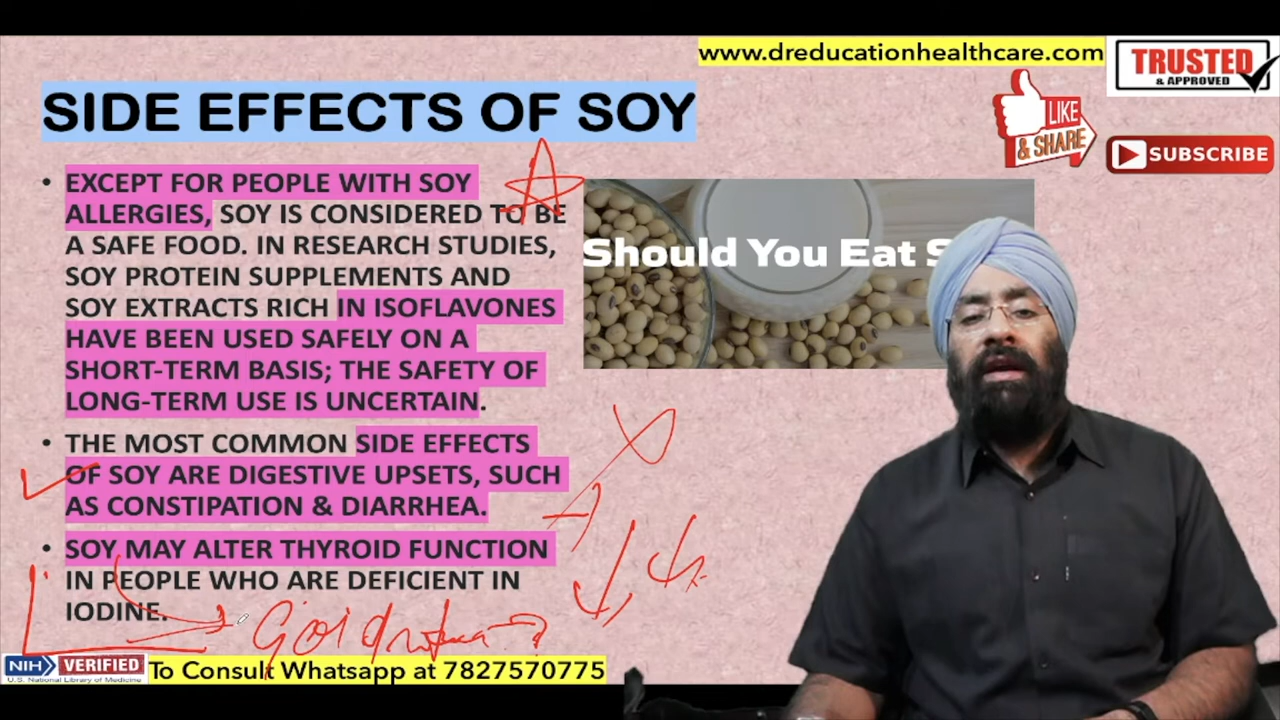 www.dreducationhealthcare.com
TRUSTED
& APPROVED
SIDE EFFECTS OF SOY
LIKE
& SHARE
SUBSCRIBE
• EXCEPT FOR PEOPLE WITH SOY
ALLERGIES, SOY IS CONSIDERED TO BE
A SAFE FOOD. IN RESEARCH STUDIES,
SOY PROTEIN SUPPLEMENTS AND
SOY EXTRACTS RICH IN ISOFLAVONES
HAVE BEEN USED SAFELY ON A
SHORT-TERM BASIS; THE SAFETY OF
LONG-TERM USE IS UNCERTAIN.
Should You Eat S
• THE MOST COMMON SIDE EFFECTS
OF SOY ARE DIGESTIVE UPSETS, SUCH
AS CONSTIPATION & DIARRHEA.
• SOY MAY ALTER THYROID FUNCTION
IN PEOPLE WHO ARE DEFICIENT IN
IODINE.
NIH VERIFIED
U.S. National Library of Medicine
To Consult Whatsapp at 7827570775